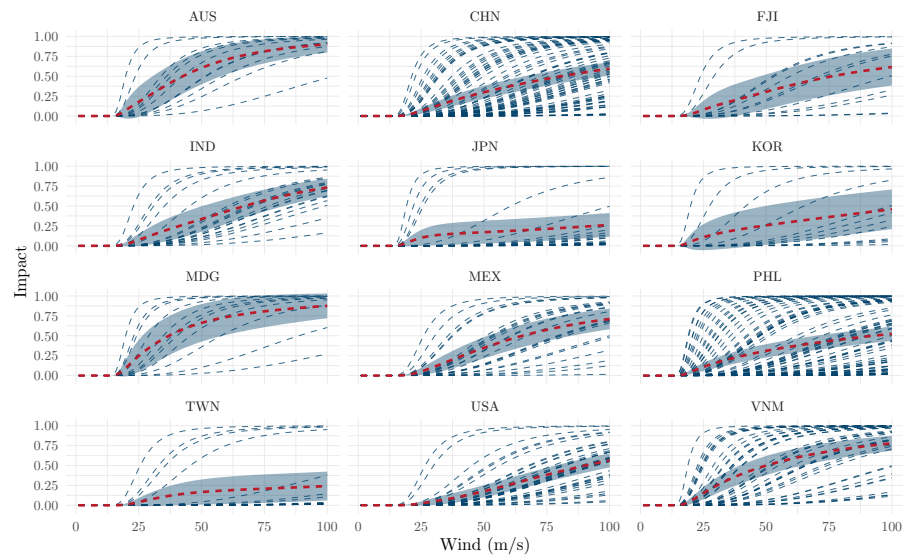 AUS CHN FJI
1.00
0.75
0.50
0.25
0.00
IND JPN KOR
1.00
0.75
0.50
0.25
0.00
Impact
MDG MEX PHL
1.00
0.75
0.50
0.25
0.00
TWN USA VNM
1.00
0.75
0.50
0.25
0.00
0 25 50 75 100 0 25 50 75 100 0 25 50 75 100
Wind (m/s)